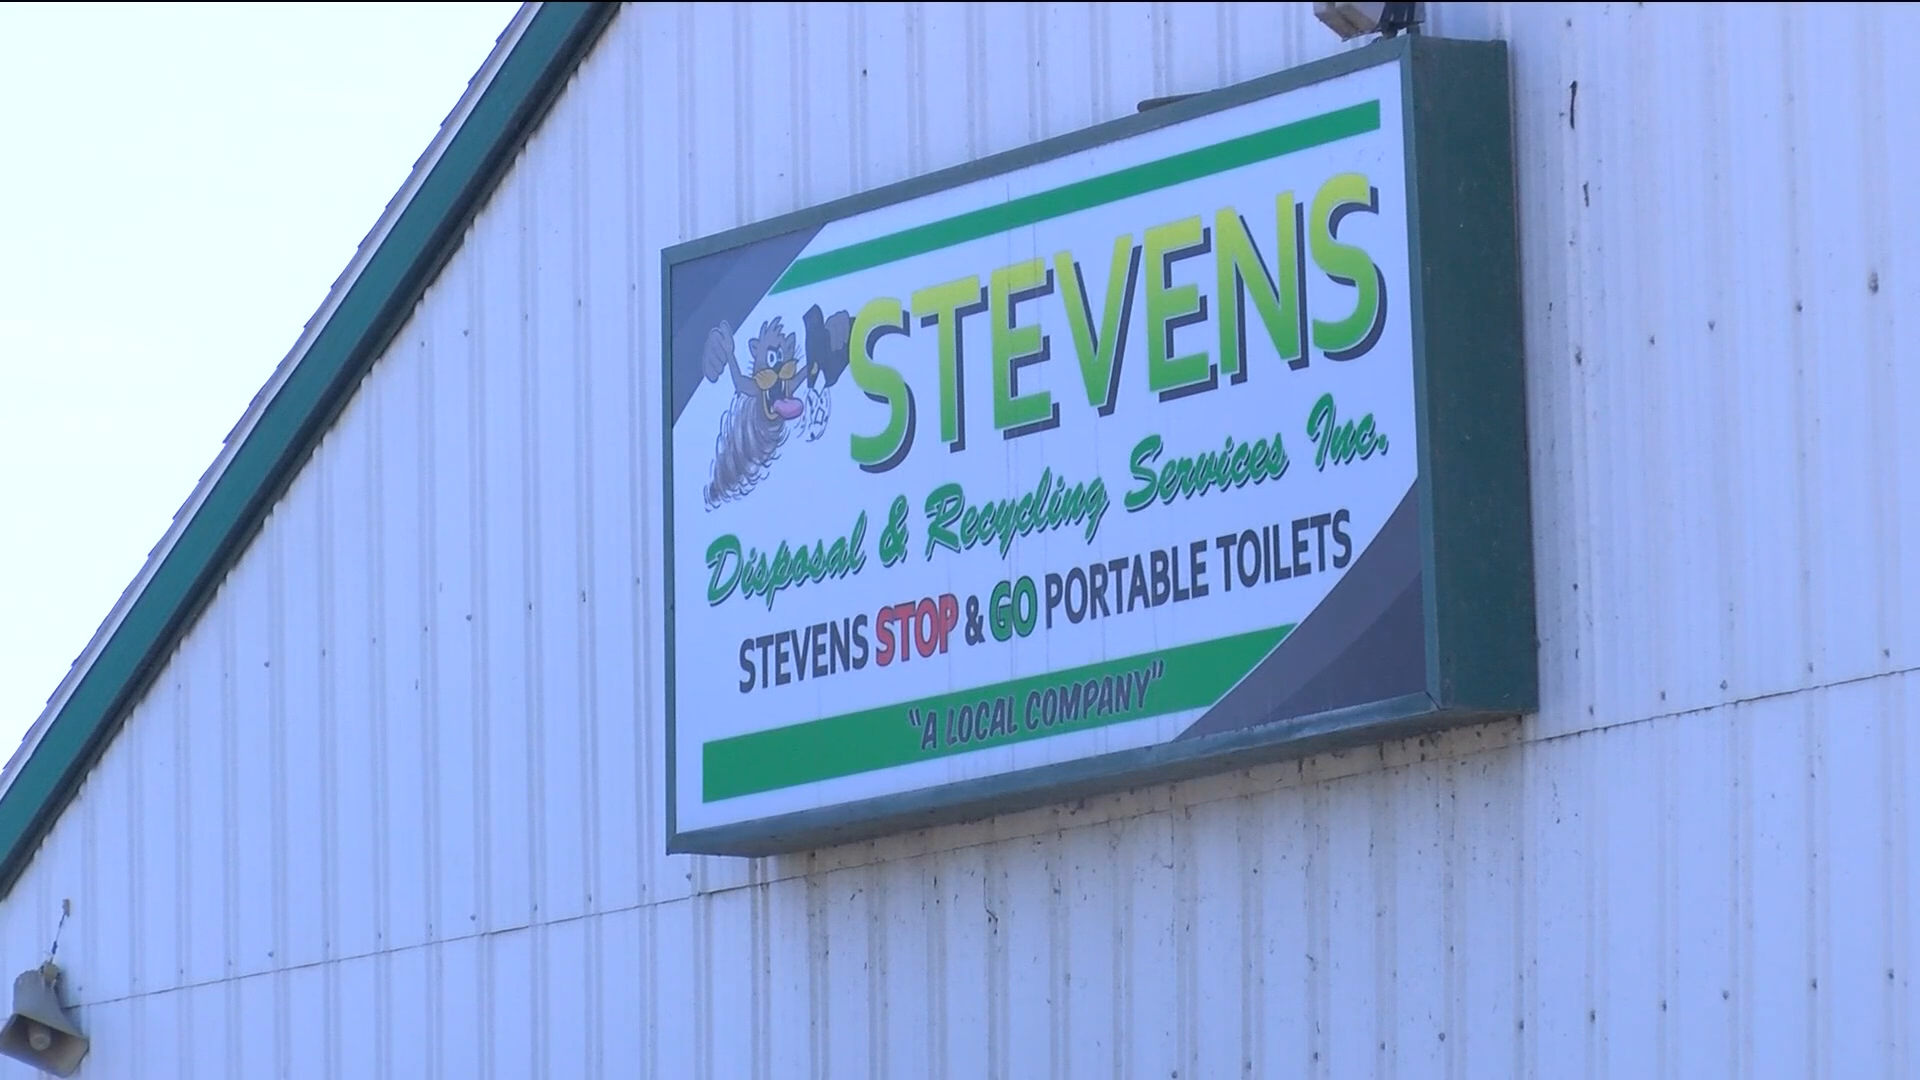 STEVENS
Disposal & Recycling Services Inc.
STEVENS STOP & GO PORTABLE TOILETS
"A LOCAL COMPANY"